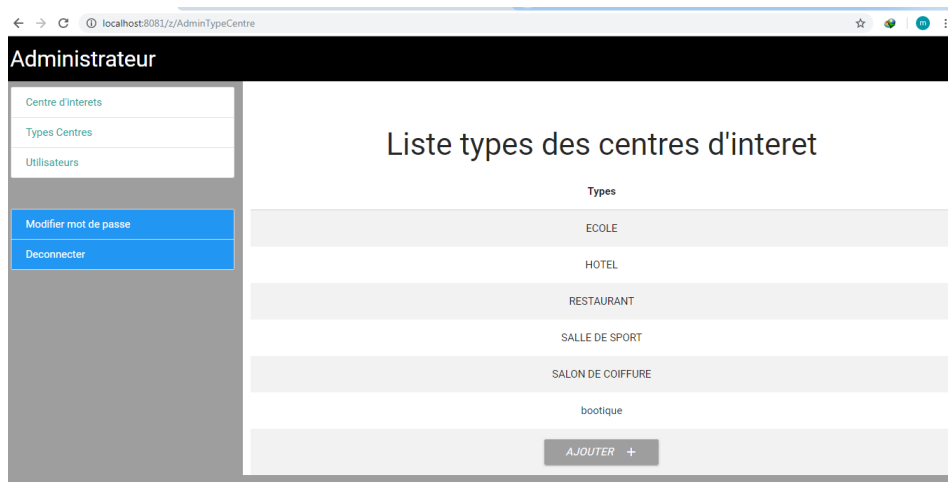 localhost:8081/z/AdminTypeCentre
m
Administrateur
Centre d'interets
Types Centres
Utilisateurs
Modifier mot de passe
Deconnecter
Liste types des centres d'interet
Types
ECOLE
HOTEL
RESTAURANT
SALLE DE SPORT
SALON DE COIFFURE
bootique
AJOUTER +